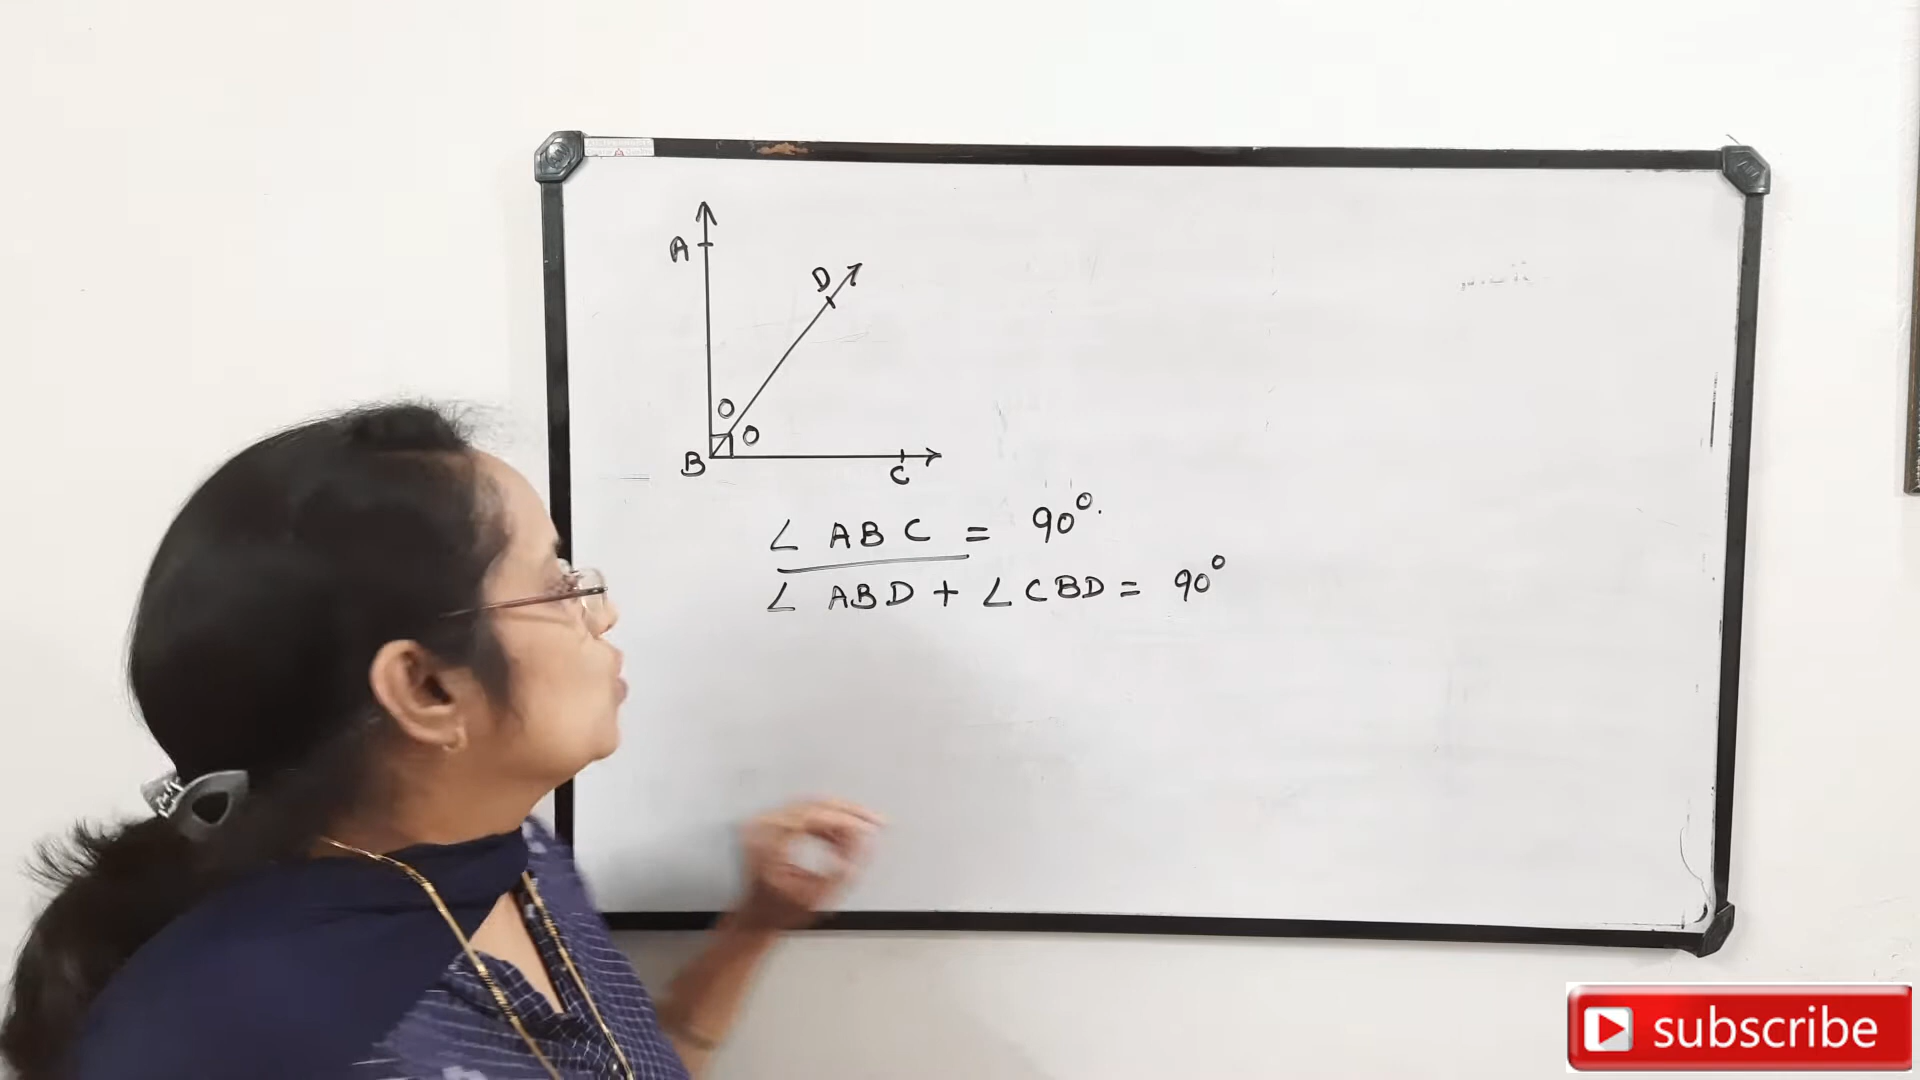 A
D
O
O
B
C
∠ ABC = 90°.
∠ ABD + ∠ CBD = 90°
subscribe